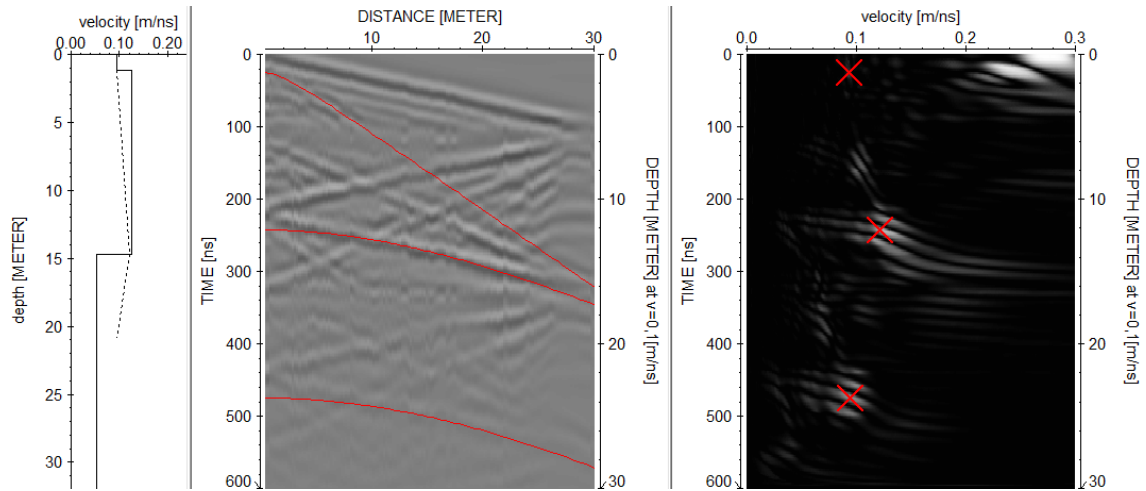 velocity [m/ns]
0.00 0.10 0.20
0
5
10
15
20
25
30
depth [METER]
DISTANCE [METER]
10 20 30
0
100
200
300
400
500
600
TIME [ns]
0
10
20
30
DEPTH [METER] at v=0,1[m/ns]
velocity [m/ns]
0 0.1 0.2 0.3
0
100
200
300
400
500
600
TIME [ns]
0
10
20
30
DEPTH [METER] at v=0,1[m/ns]